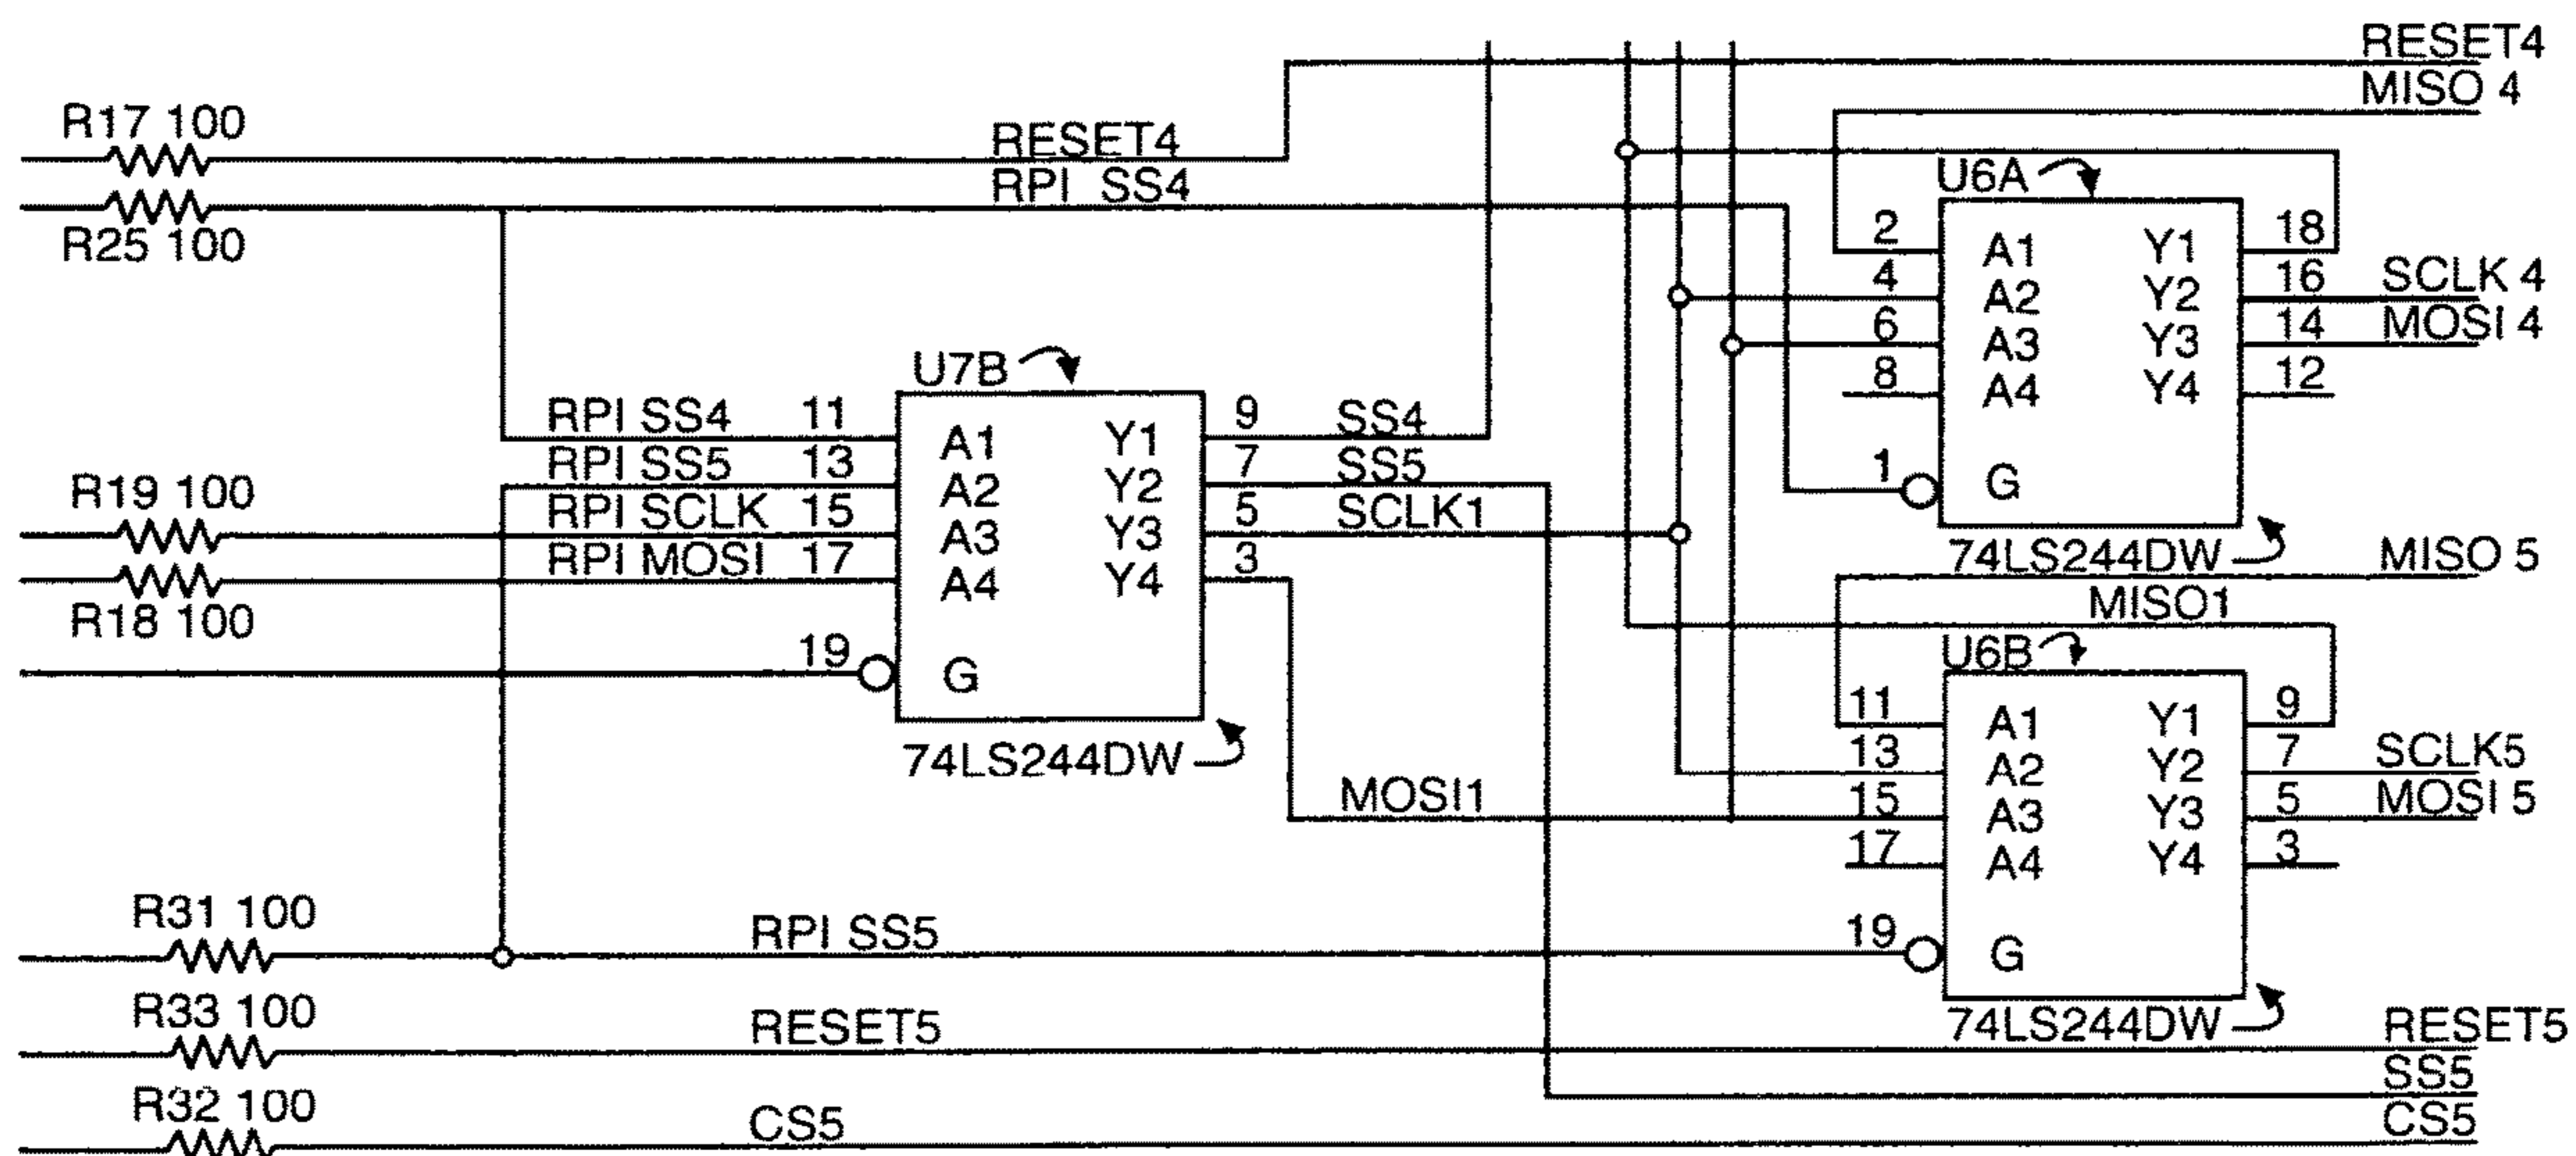 RESET4
MISO 4
R17 100
RESET4
RPI SS4
R25 100
U6A
2 A1 Y1 18
4 A2 Y2 16 SCLK 4
6 A3 Y3 14 MOSI 4
8 A4 Y4 12
1 G
74LS244DW
U7B
RPI SS4 11 A1 Y1 9 SS4
RPI SS5 13 A2 Y2 7 SS5
R19 100
RPI SCLK 15 A3 Y3 5 SCLK1
RPI MOSI 17 A4 Y4 3
R18 100
19 G
74LS244DW
MOSI1
MISO 5
MISO1
U6B
11 A1 Y1 9
13 A2 Y2 7 SCLK5
15 A3 Y3 5 MOSI 5
17 A4 Y4 3
19 G
74LS244DW
R31 100
RPI SS5
R33 100
RESET5
RESET5
SS5
R32 100
CS5
CS5